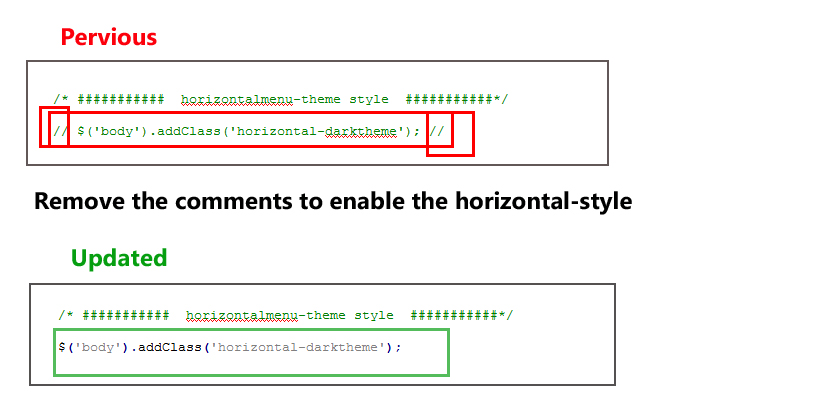 Pervious
/* ########### horizontalmenu-theme style ###########*/
// $('body').addClass('horizontal-darktheme'); //
Remove the comments to enable the horizontal-style
Updated
/* ########### horizontalmenu-theme style ###########*/
$('body').addClass('horizontal-darktheme');